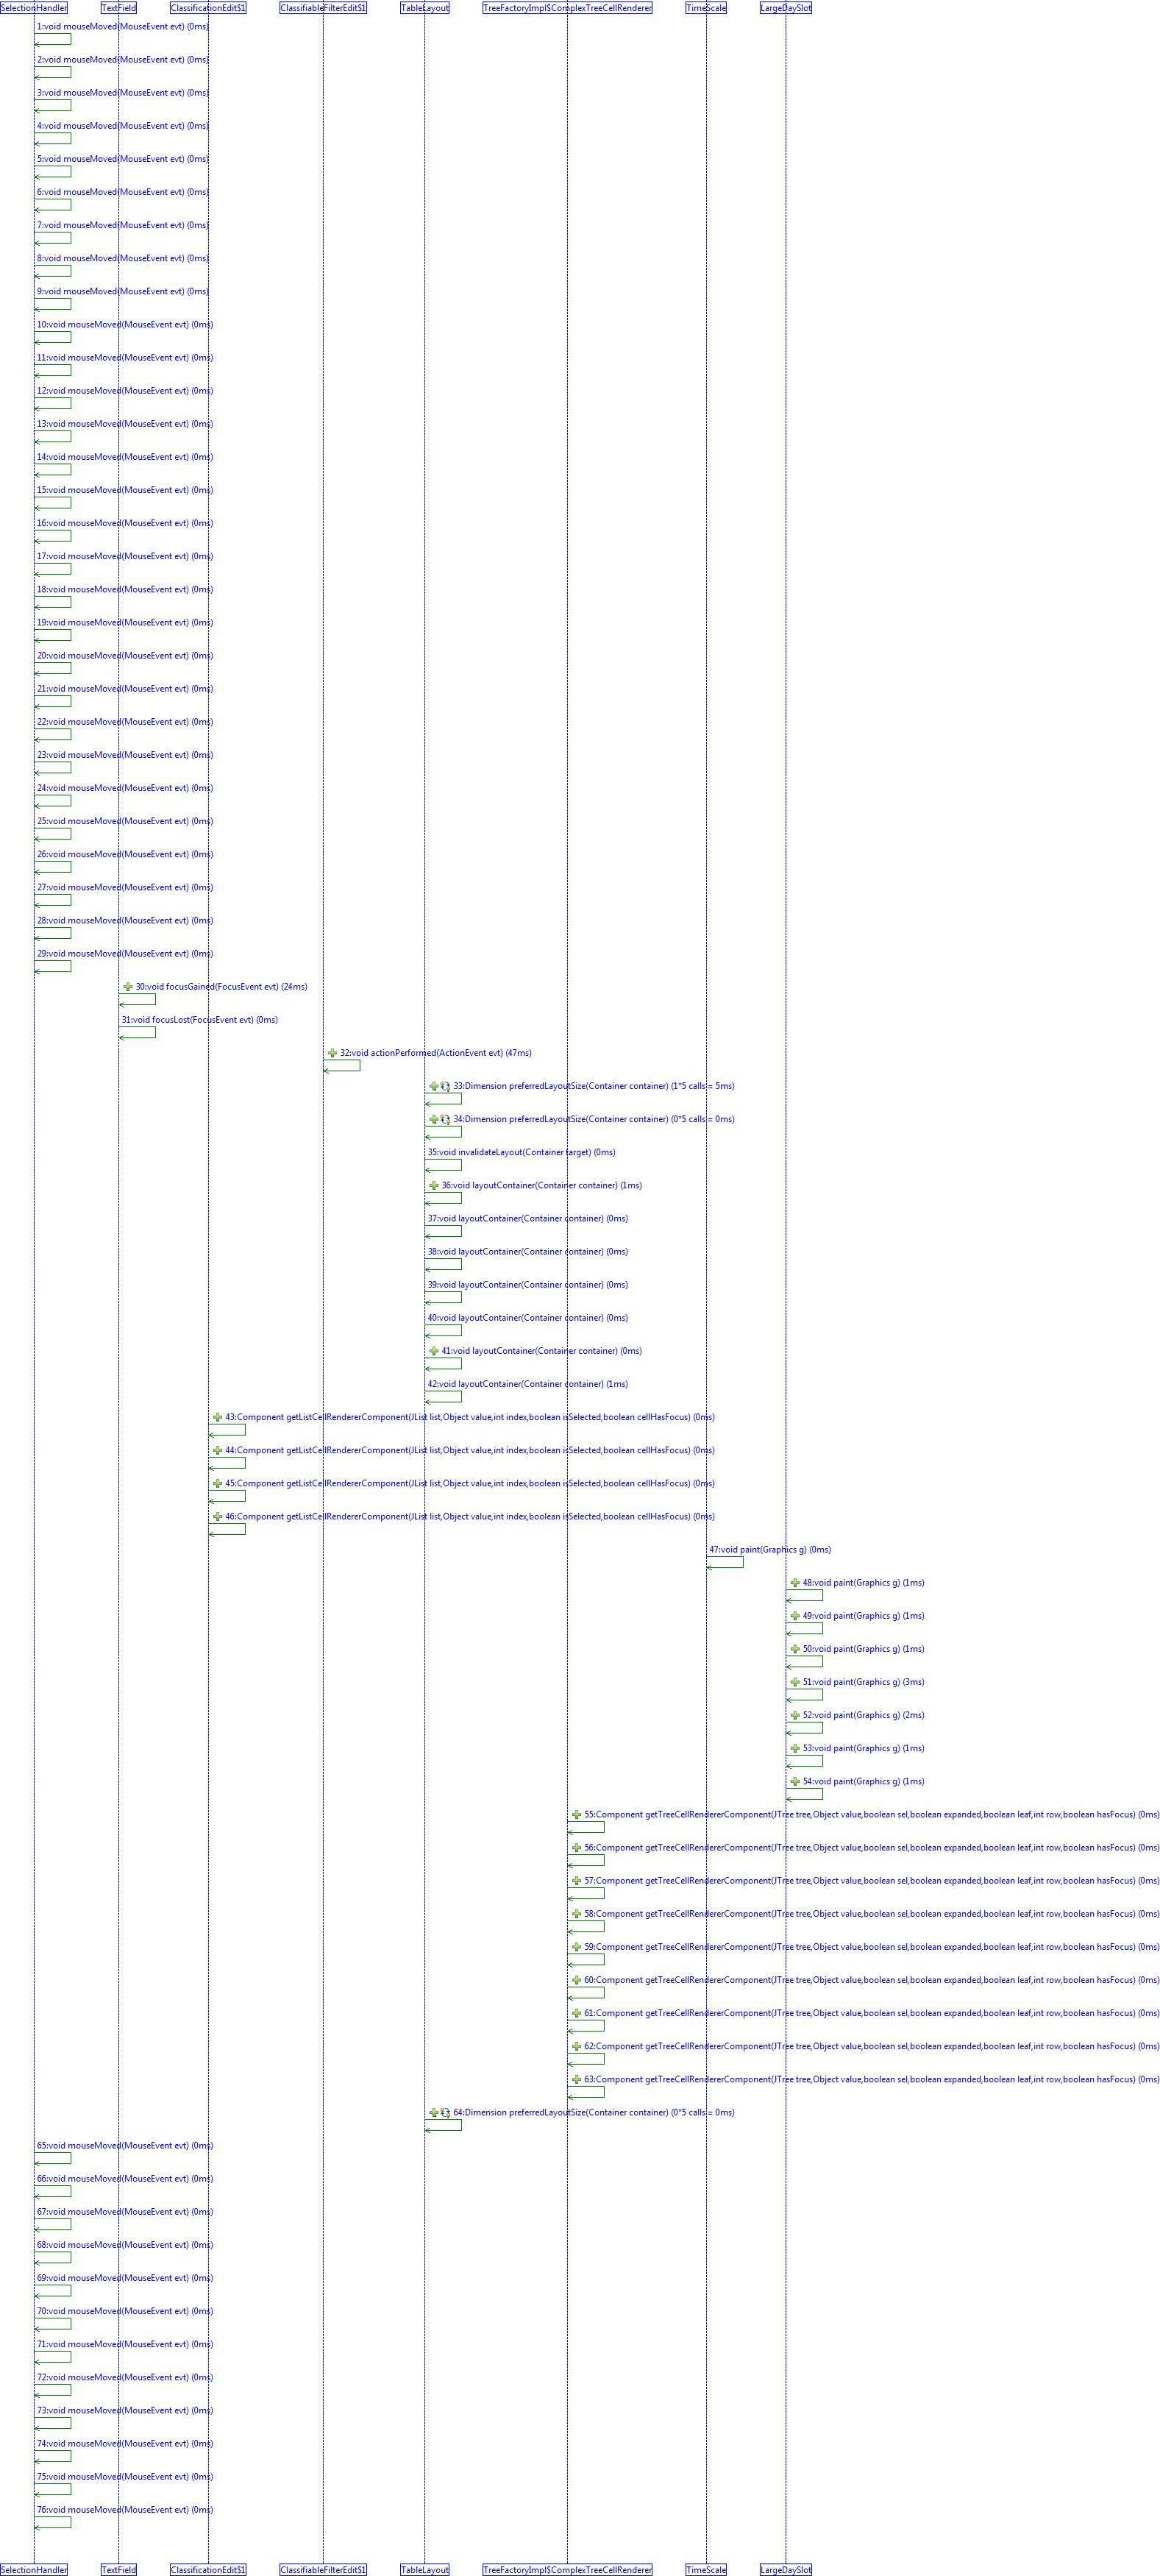 SelectionHandler TextField ClassificationEdit$1 ClassifiableFilterEdit$1 TableLayout TreeFactoryImpl$ComplexTreeCellRenderer TimeScale LargeDaySlot
1:void mouseMoved(MouseEvent evt) (0ms)
2:void mouseMoved(MouseEvent evt) (0ms)
3:void mouseMoved(MouseEvent evt) (0ms)
4:void mouseMoved(MouseEvent evt) (0ms)
5:void mouseMoved(MouseEvent evt) (0ms)
6:void mouseMoved(MouseEvent evt) (0ms)
7:void mouseMoved(MouseEvent evt) (0ms)
8:void mouseMoved(MouseEvent evt) (0ms)
9:void mouseMoved(MouseEvent evt) (0ms)
10:void mouseMoved(MouseEvent evt) (0ms)
11:void mouseMoved(MouseEvent evt) (0ms)
12:void mouseMoved(MouseEvent evt) (0ms)
13:void mouseMoved(MouseEvent evt) (0ms)
14:void mouseMoved(MouseEvent evt) (0ms)
15:void mouseMoved(MouseEvent evt) (0ms)
16:void mouseMoved(MouseEvent evt) (0ms)
17:void mouseMoved(MouseEvent evt) (0ms)
18:void mouseMoved(MouseEvent evt) (0ms)
19:void mouseMoved(MouseEvent evt) (0ms)
20:void mouseMoved(MouseEvent evt) (0ms)
21:void mouseMoved(MouseEvent evt) (0ms)
22:void mouseMoved(MouseEvent evt) (0ms)
23:void mouseMoved(MouseEvent evt) (0ms)
24:void mouseMoved(MouseEvent evt) (0ms)
25:void mouseMoved(MouseEvent evt) (0ms)
26:void mouseMoved(MouseEvent evt) (0ms)
27:void mouseMoved(MouseEvent evt) (0ms)
28:void mouseMoved(MouseEvent evt) (0ms)
29:void mouseMoved(MouseEvent evt) (0ms)
30:void focusGained(FocusEvent evt) (24ms)
31:void focusLost(FocusEvent evt) (0ms)
32:void actionPerformed(ActionEvent evt) (47ms)
33:Dimension preferredLayoutSize(Container container) (1*5 calls = 5ms)
34:Dimension preferredLayoutSize(Container container) (0*5 calls = 0ms)
35:void invalidateLayout(Container target) (0ms)
36:void layoutContainer(Container container) (1ms)
37:void layoutContainer(Container container) (0ms)
38:void layoutContainer(Container container) (0ms)
39:void layoutContainer(Container container) (0ms)
40:void layoutContainer(Container container) (0ms)
41:void layoutContainer(Container container) (0ms)
42:void layoutContainer(Container container) (1ms)
43:Component getListCellRendererComponent(JList list,Object value,int index,boolean isSelected,boolean cellHasFocus) (0ms)
44:Component getListCellRendererComponent(JList list,Object value,int index,boolean isSelected,boolean cellHasFocus) (0ms)
45:Component getListCellRendererComponent(JList list,Object value,int index,boolean isSelected,boolean cellHasFocus) (0ms)
46:Component getListCellRendererComponent(JList list,Object value,int index,boolean isSelected,boolean cellHasFocus) (0ms)
47:void paint(Graphics g) (0ms)
48:void paint(Graphics g) (1ms)
49:void paint(Graphics g) (1ms)
50:void paint(Graphics g) (1ms)
51:void paint(Graphics g) (3ms)
52:void paint(Graphics g) (2ms)
53:void paint(Graphics g) (1ms)
54:void paint(Graphics g) (1ms)
55:Component getTreeCellRendererComponent(JTree tree,Object value,boolean sel,boolean expanded,boolean leaf,int row,boolean hasFocus) (0ms)
56:Component getTreeCellRendererComponent(JTree tree,Object value,boolean sel,boolean expanded,boolean leaf,int row,boolean hasFocus) (0ms)
57:Component getTreeCellRendererComponent(JTree tree,Object value,boolean sel,boolean expanded,boolean leaf,int row,boolean hasFocus) (0ms)
58:Component getTreeCellRendererComponent(JTree tree,Object value,boolean sel,boolean expanded,boolean leaf,int row,boolean hasFocus) (0ms)
59:Component getTreeCellRendererComponent(JTree tree,Object value,boolean sel,boolean expanded,boolean leaf,int row,boolean hasFocus) (0ms)
60:Component getTreeCellRendererComponent(JTree tree,Object value,boolean sel,boolean expanded,boolean leaf,int row,boolean hasFocus) (0ms)
61:Component getTreeCellRendererComponent(JTree tree,Object value,boolean sel,boolean expanded,boolean leaf,int row,boolean hasFocus) (0ms)
62:Component getTreeCellRendererComponent(JTree tree,Object value,boolean sel,boolean expanded,boolean leaf,int row,boolean hasFocus) (0ms)
63:Component getTreeCellRendererComponent(JTree tree,Object value,boolean sel,boolean expanded,boolean leaf,int row,boolean hasFocus) (0ms)
64:Dimension preferredLayoutSize(Container container) (0*5 calls = 0ms)
65:void mouseMoved(MouseEvent evt) (0ms)
66:void mouseMoved(MouseEvent evt) (0ms)
67:void mouseMoved(MouseEvent evt) (0ms)
68:void mouseMoved(MouseEvent evt) (0ms)
69:void mouseMoved(MouseEvent evt) (0ms)
70:void mouseMoved(MouseEvent evt) (0ms)
71:void mouseMoved(MouseEvent evt) (0ms)
72:void mouseMoved(MouseEvent evt) (0ms)
73:void mouseMoved(MouseEvent evt) (0ms)
74:void mouseMoved(MouseEvent evt) (0ms)
75:void mouseMoved(MouseEvent evt) (0ms)
76:void mouseMoved(MouseEvent evt) (0ms)
SelectionHandler TextField ClassificationEdit$1 ClassifiableFilterEdit$1 TableLayout TreeFactoryImpl$ComplexTreeCellRenderer TimeScale LargeDaySlot